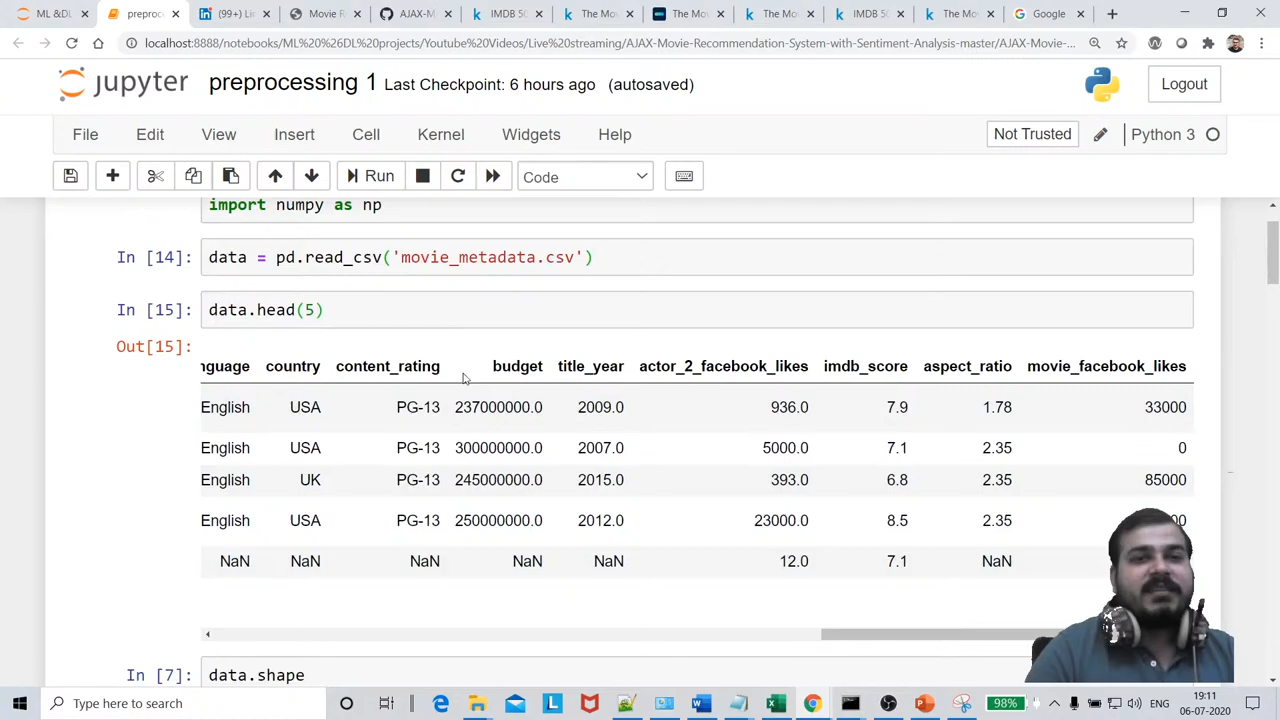 ML &DL
preproc
(99+) Li
Movie R
AJAX-M
IMDB 50
The Mo
The Mo
The Mo
IMDB 50
The Mo
Google
localhost:8888/notebooks/ML%20%26%20DL%20projects/Youtube%20Videos
streaming/AJAX-Movie-Recommendation-System-with-Sentiment-Analysis-master/AJAX-Movie-...
jupyter preprocessing 1 Last Checkpoint: 6 hours ago (autosaved)
Logout
File Edit View Insert Cell Kernel Widgets Help
Not Trusted Python 3
Run Code
import numpy as np
In [14]: data = pd.read_csv('movie_metadata.csv')
In [15]: data.head(5)
Out[15]:
nguage country content_rating budget title_year actor_2_facebook_likes imdb_score aspect_ratio movie_facebook_likes
English USA PG-13 237000000.0 2009.0 936.0 7.9 1.78 33000
English USA PG-13 300000000.0 2007.0 5000.0 7.1 2.35 0
English UK PG-13 245000000.0 2015.0 393.0 6.8 2.35 85000
English USA PG-13 250000000.0 2012.0 23000.0 8.5 2.35 00
NaN NaN NaN NaN NaN 12.0 7.1 NaN
In [7]: data.shape
Type here to search
98%
ENG
19:11
06-07-2020